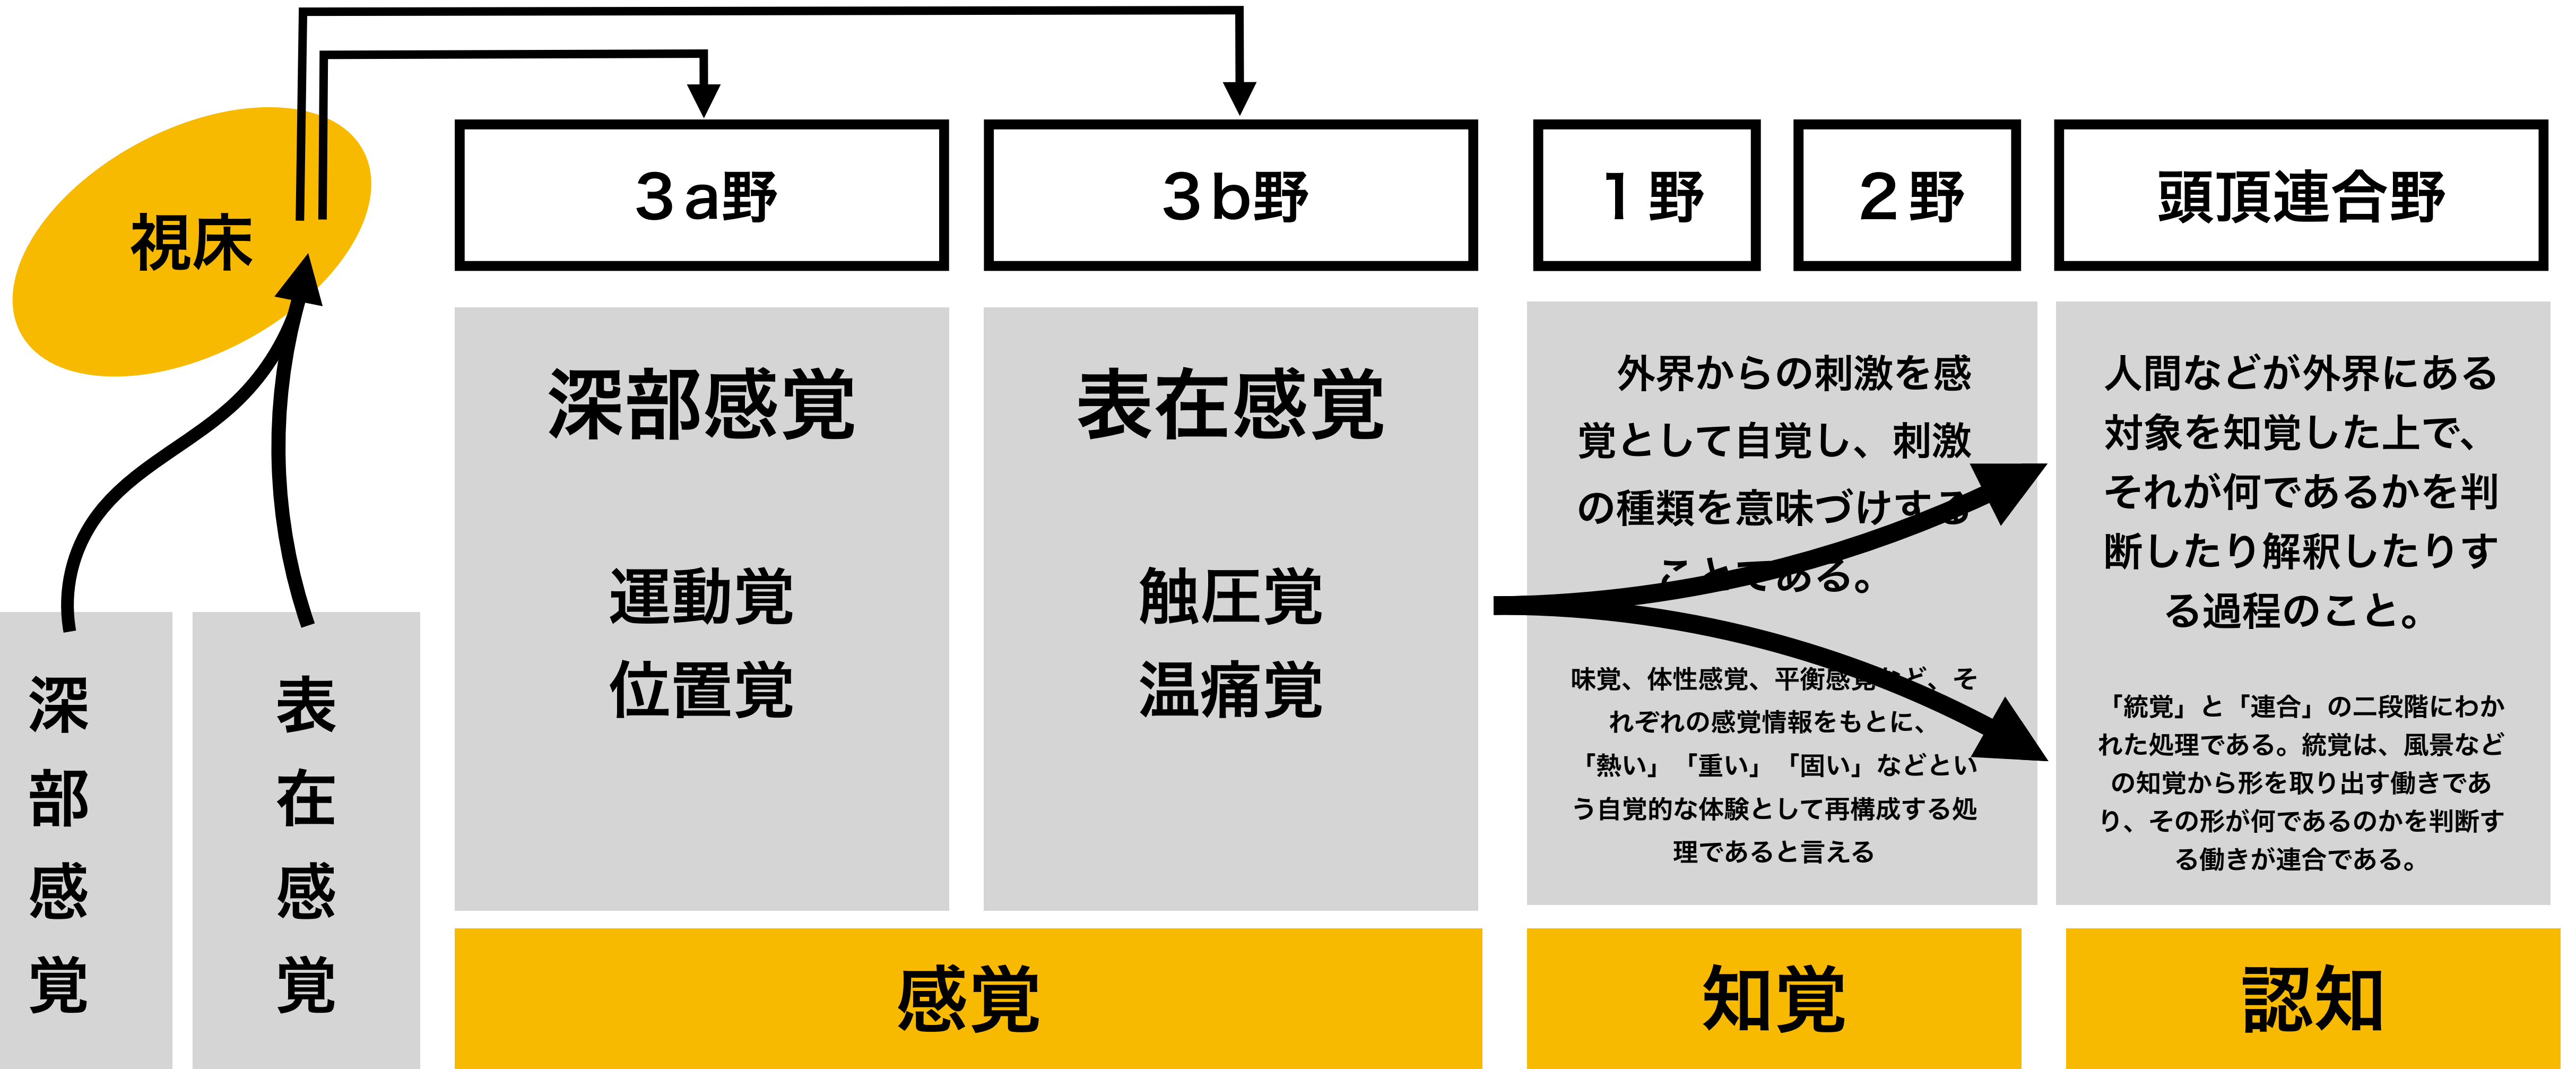 視床
３a野
３b野
１野
２野
頭頂連合野
深部感覚
運動覚
位置覚
表在感覚
触圧覚
温痛覚
外界からの刺激を感
覚として自覚し、刺激
の種類を意味づけする
ことである。
味覚、体性感覚、平衡感覚など、そ
れぞれの感覚情報をもとに、
「熱い」「重い」「固い」などとい
う自覚的な体験として再構成する処
理であると言える
人間などが外界にある
対象を知覚した上で、
それが何であるかを判
断したり解釈したりす
る過程のこと。
「統覚」と「連合」の二段階にわか
れた処理である。統覚は、風景など
の知覚から形を取り出す働きであ
り、その形が何であるのかを判断す
る働きが連合である。
深部感覚
表在感覚
感覚
知覚
認知